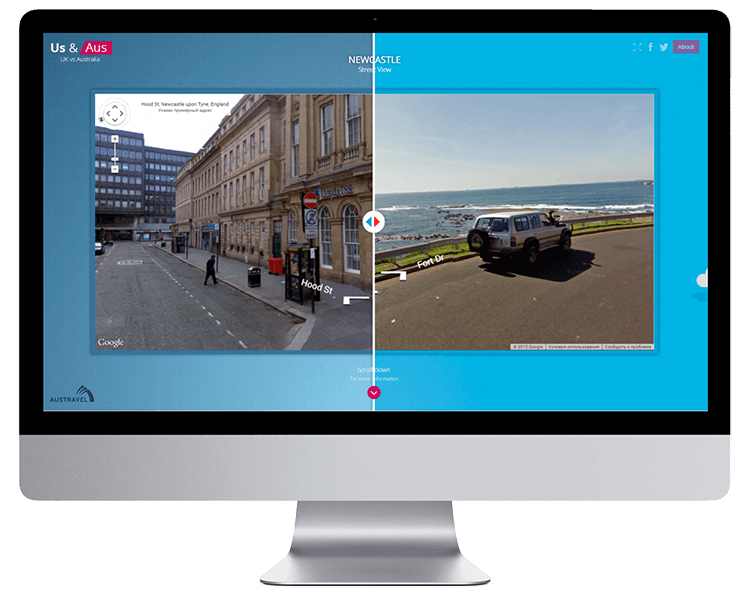 Us & Aus
UK vs Australia
About
NEWCASTLE
Street View
Hood St, Newcastle upon Tyne, England
Указан примерный адрес
Hood St
Fort Dr
Google
© 2015 Google
Условия использования
Сообщить о проблеме
Scroll down
for more information
AUSTRAVEL